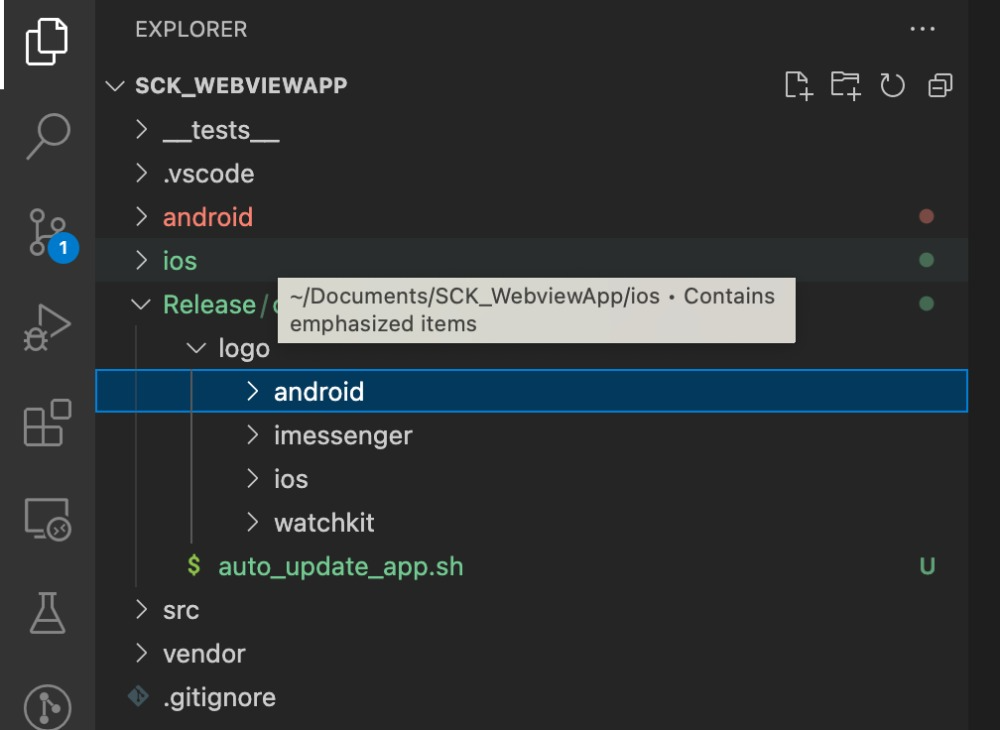 EXPLORER
SCK_WEBVIEWAPP
__tests__
.vscode
android
ios
~/Documents/SCK_WebviewApp/ios • Contains
emphasized items
Release/
logo
android
imessenger
ios
watchkit
$ auto_update_app.sh U
src
vendor
.gitignore
1